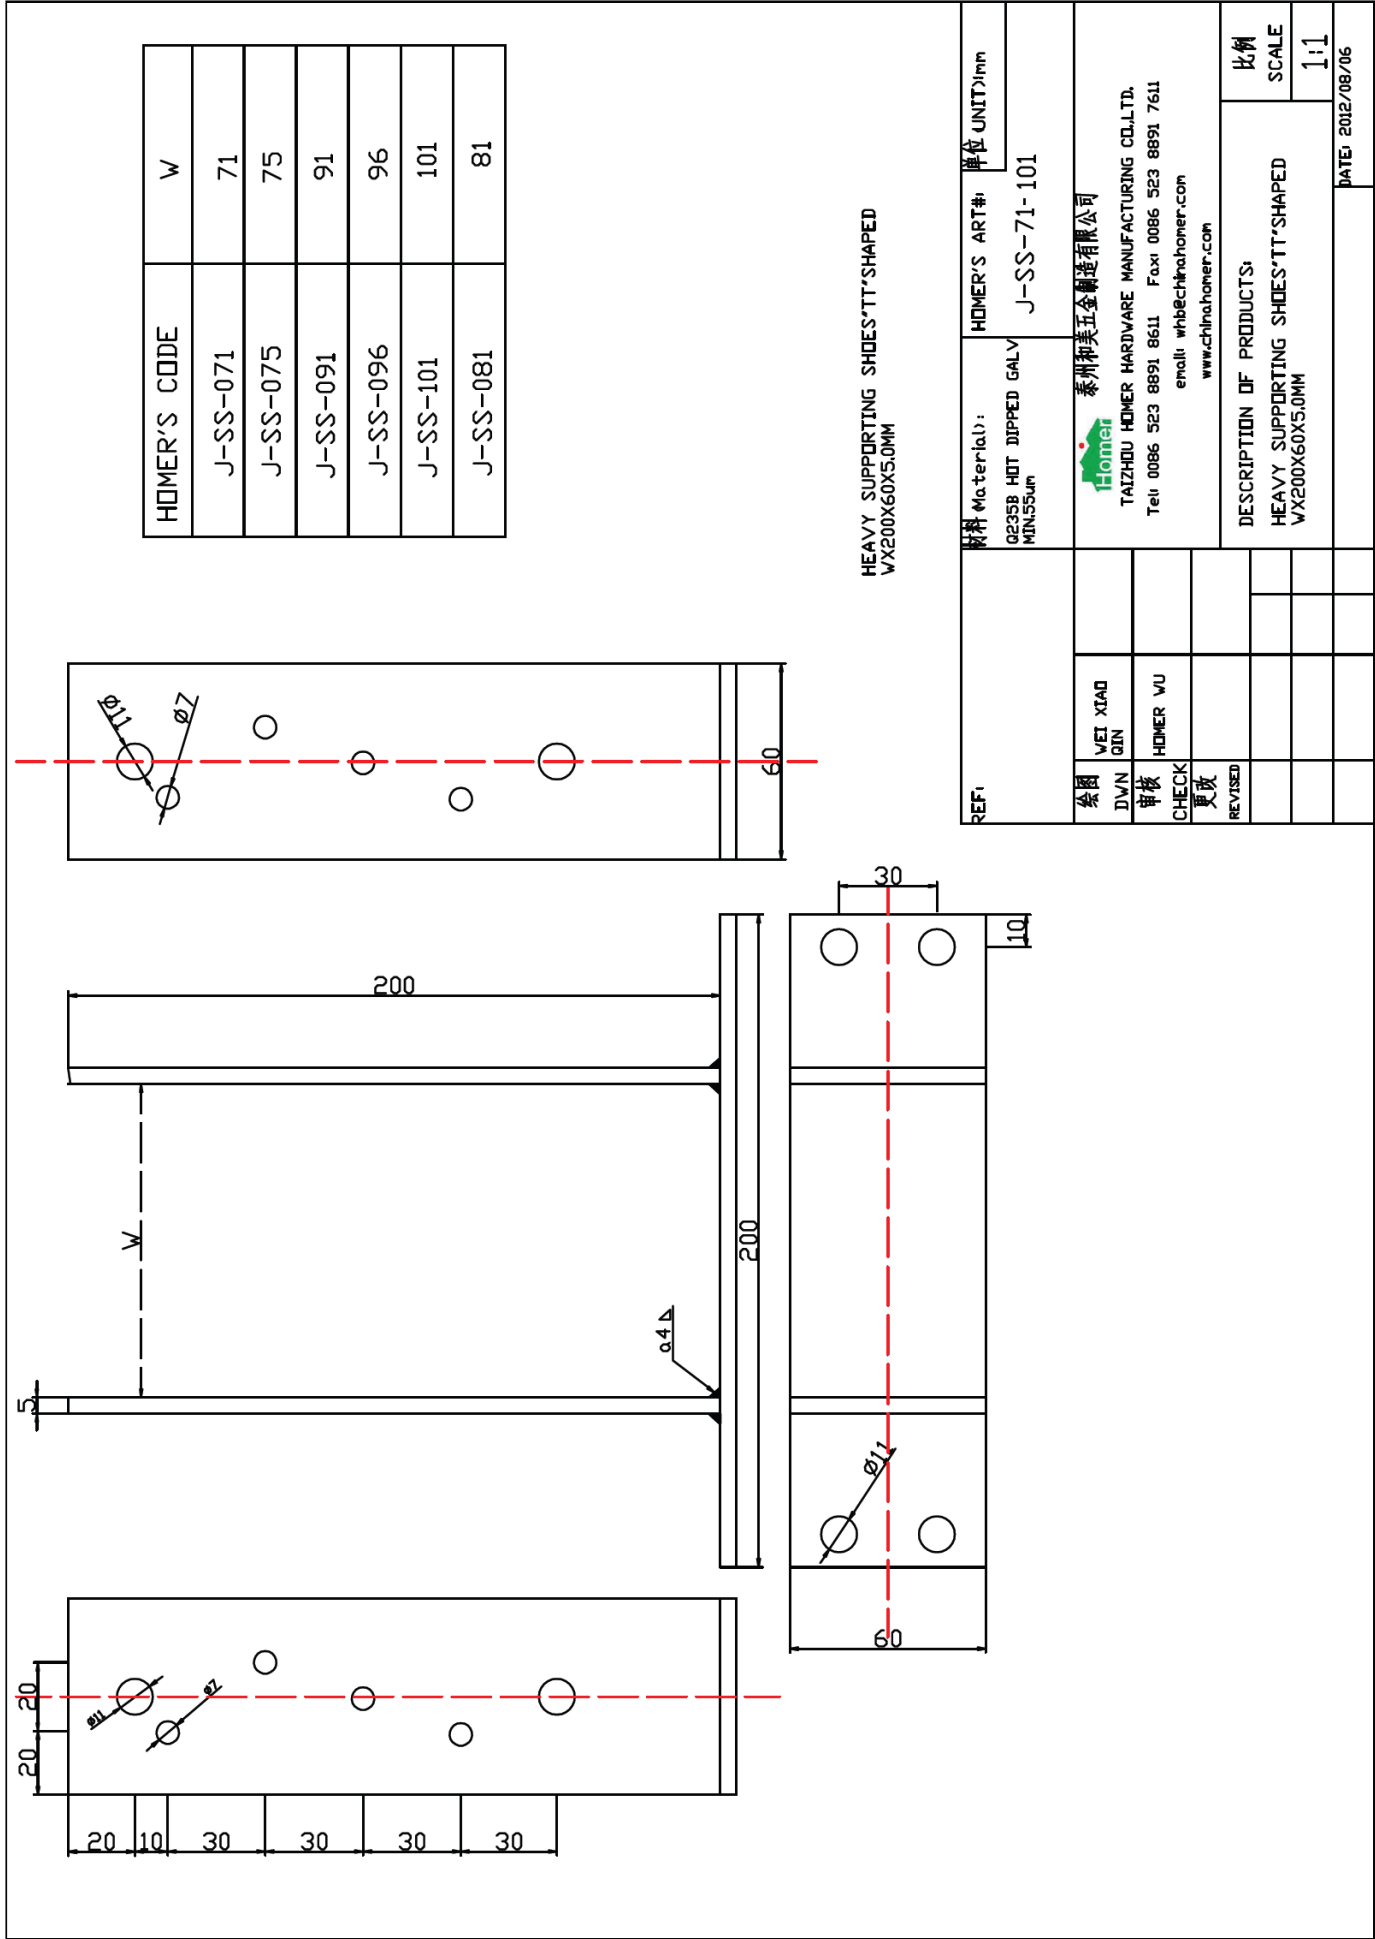 HOMER'S CODE W
J-SS-071 71
J-SS-075 75
J-SS-091 91
J-SS-096 96
J-SS-101 101
J-SS-081 81
HEAVY SUPPORTING SHOES'TT'SHAPED
WX200X60X5.0MM
20
20
Ø11
Ø7
20
10
30
30
30
30
5
W
200
a4
200
Ø11
60
30
10
Ø11
Ø7
60
REF:
材料 Material):
Q235B HOT DIPPED GALV
MIN.55um
HOMER'S ART#:
J-SS-71-101
单位 UNIT):mm
泰州和美五金制造有限公司
Homer
TAIZHOU HOMER HARDWARE MANUFACTURING CO.,LTD.
Tel: 0086 523 8891 8611 Fax: 0086 523 8891 7611
email: whb@chinahomer.com
www.chinahomer.com
绘图
DWN
WEI XIAO
QIN
审核
CHECK
HOMER WU
更改
REVISED
DESCRIPTION OF PRODUCTS:
HEAVY SUPPORTING SHOES'TT'SHAPED
WX200X60X5.0MM
比例
SCALE
1:1
DATE: 2012/08/06